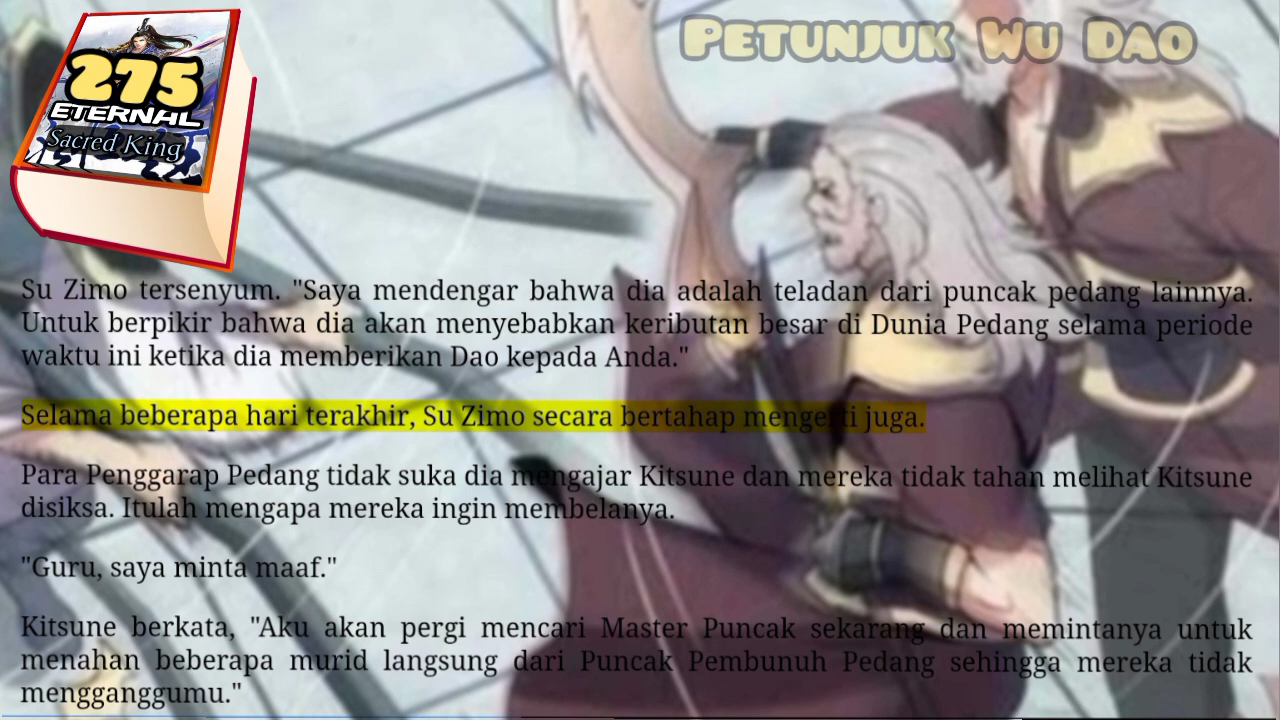 Petunjuk Wu Dao
275
ETERNAL
Sacred King
Su Zimo tersenyum. "Saya mendengar bahwa dia adalah teladan dari puncak pedang lainnya.
Untuk berpikir bahwa dia akan menyebabkan keributan besar di Dunia Pedang selama periode
waktu ini ketika dia memberikan Dao kepada Anda."
Selama beberapa hari terakhir, Su Zimo secara bertahap mengerti juga.
Para Penggarap Pedang tidak suka dia mengajar Kitsune dan mereka tidak tahan melihat Kitsune
disiksa. Itulah mengapa mereka ingin membelanya.
"Guru, saya minta maaf."
Kitsune berkata, "Aku akan pergi mencari Master Puncak sekarang dan memintanya untuk
menahan beberapa murid langsung dari Puncak Pembunuh Pedang sehingga mereka tidak
mengganggumu."